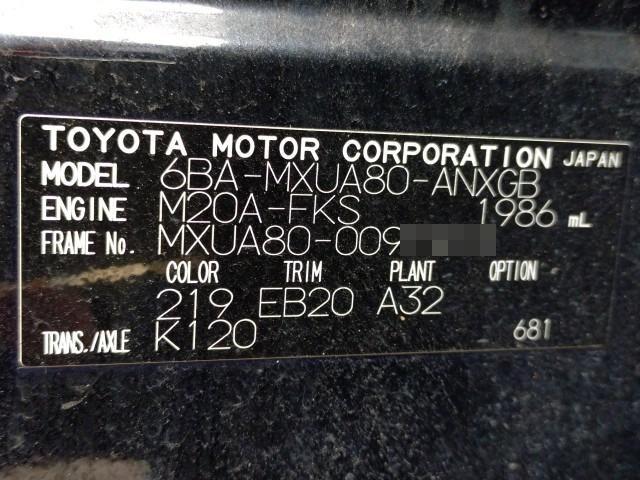 TOYOTA MOTOR CORPORATION JAPAN
MODEL 6BA-MXUA80-ANXGB
ENGINE M20A-FKS 1986 mL
FRAME No. MXUA80-009
COLOR TRIM PLANT OPTION
219 EB20 A32
TRANS./AXLE K120 681